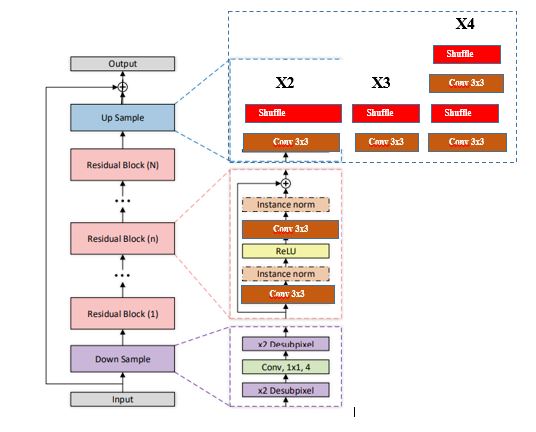 X4
Shuffle
Conv 3x3
X2
X3
Shuffle
Shuffle
Shuffle
Conv 3x3
Conv 3x3
Conv 3x3
Output
Up Sample
Residual Block (N)
...
Residual Block (n)
...
Residual Block (1)
Down Sample
Input
Instance norm
Conv 3x3
ReLU
Instance norm
Conv 3x3
x2 Desubpixel
Conv, 1x1, 4
x2 Desubpixel